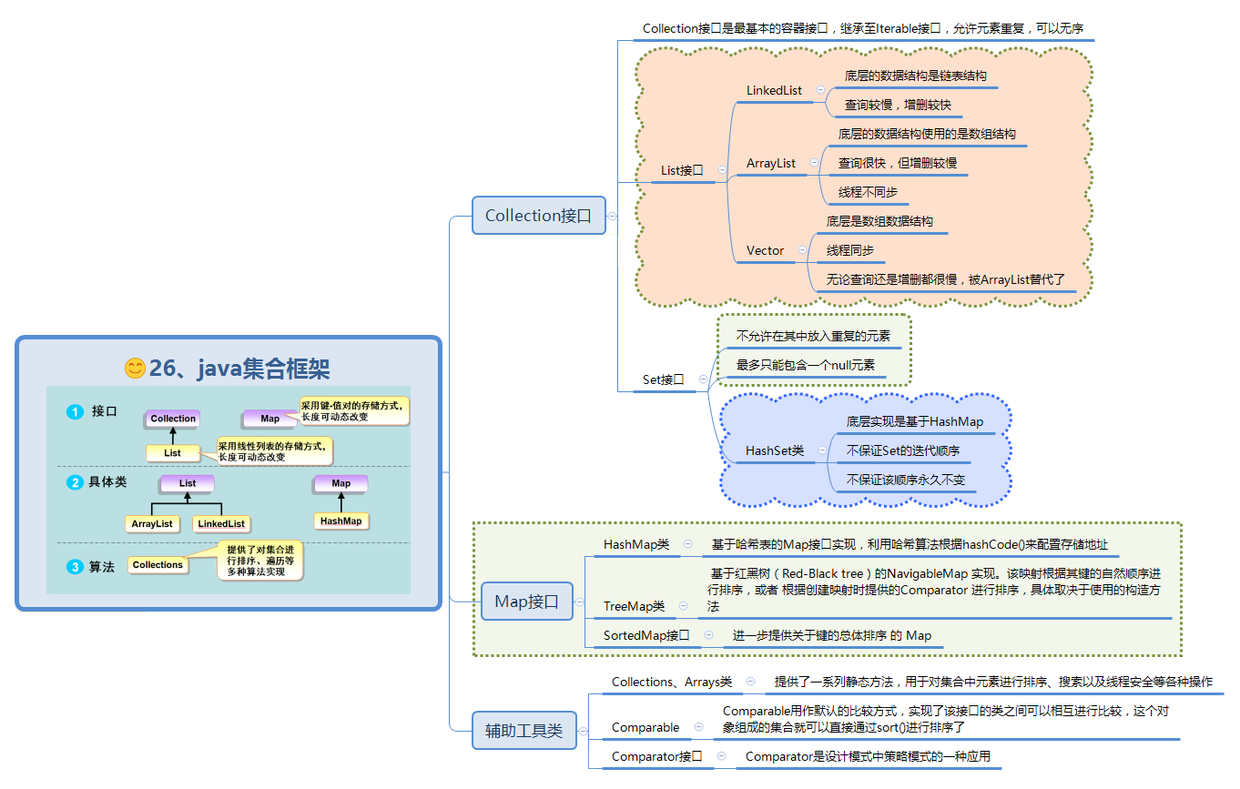 26、java集合框架
1 接口
Collection
List
采用线性列表的存储方式，
长度可动态改变
Map
采用键-值对的存储方式，
长度可动态改变
2 具体类
List
ArrayList
LinkedList
Map
HashMap
3 算法
Collections
提供了对集合进
行排序、遍历等
多种算法实现
Collection接口
Collection接口是最基本的容器接口，继承至Iterable接口，允许元素重复，可以无序
List接口
LinkedList
底层的数据结构是链表结构
查询较慢，增删较快
ArrayList
底层的数据结构使用的是数组结构
查询很快，但增删较慢
线程不同步
Vector
底层是数组数据结构
线程同步
无论查询还是增删都很慢，被ArrayList替代了
Set接口
不允许在其中放入重复的元素
最多只能包含一个null元素
HashSet类
底层实现是基于HashMap
不保证Set的迭代顺序
不保证该顺序永久不变
Map接口
HashMap类
基于哈希表的Map接口实现，利用哈希算法根据hashCode()来配置存储地址
TreeMap类
基于红黑树（Red-Black tree）的NavigableMap 实现。该映射根据其键的自然顺序进
行排序，或者 根据创建映射时提供的Comparator 进行排序，具体取决于使用的构造方
法
SortedMap接口
进一步提供关于键的总体排序 的 Map
辅助工具类
Collections、Arrays类
提供了一系列静态方法，用于对集合中元素进行排序、搜索以及线程安全等各种操作
Comparable
Comparable用作默认的比较方式，实现了该接口的类之间可以相互进行比较，这个对
象组成的集合就可以直接通过sort()进行排序了
Comparator接口
Comparator是设计模式中策略模式的一种应用